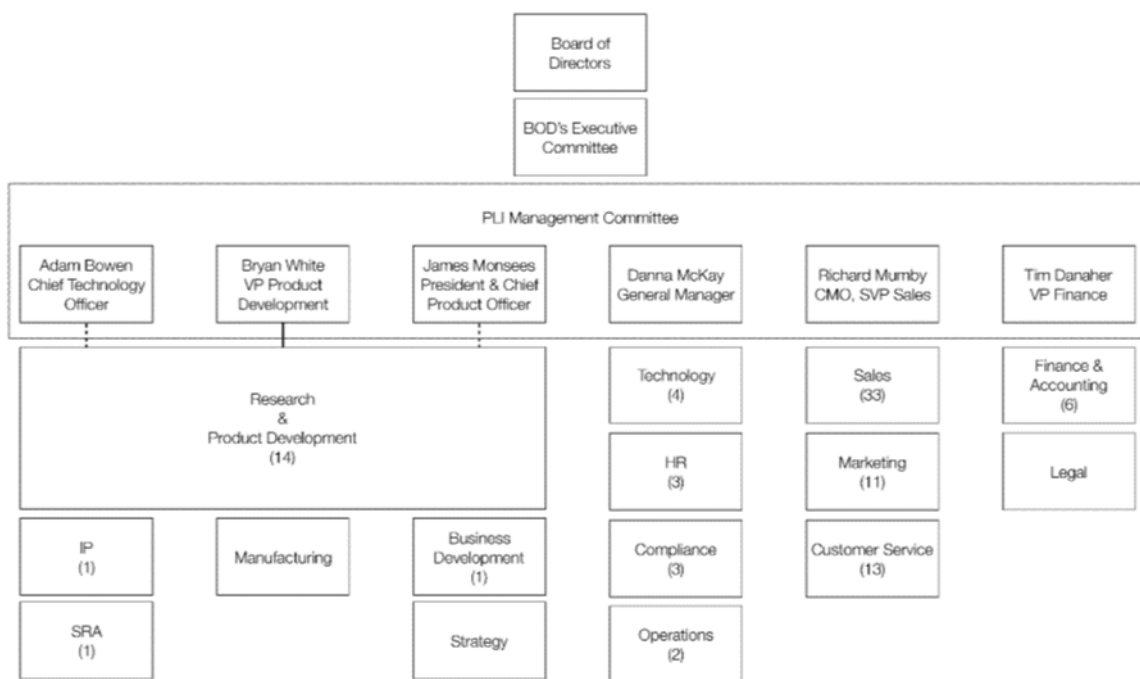 Board of
Directors
BOD's Executive
Committee
PLI Management Committee
Adam Bowen
Chief Technology
Officer
Bryan White
VP Product
Development
James Monsees
President & Chief
Product Officer
Danna McKay
General Manager
Richard Mumby
CMO, SVP Sales
Tim Danaher
VP Finance
Research
&
Product Development
(14)
Technology
(4)
Sales
(33)
Finance &
Accounting
(6)
HR
(3)
Marketing
(11)
Legal
IP
(1)
Manufacturing
Business
Development
(1)
Compliance
(3)
Customer Service
(13)
SRA
(1)
Strategy
Operations
(2)